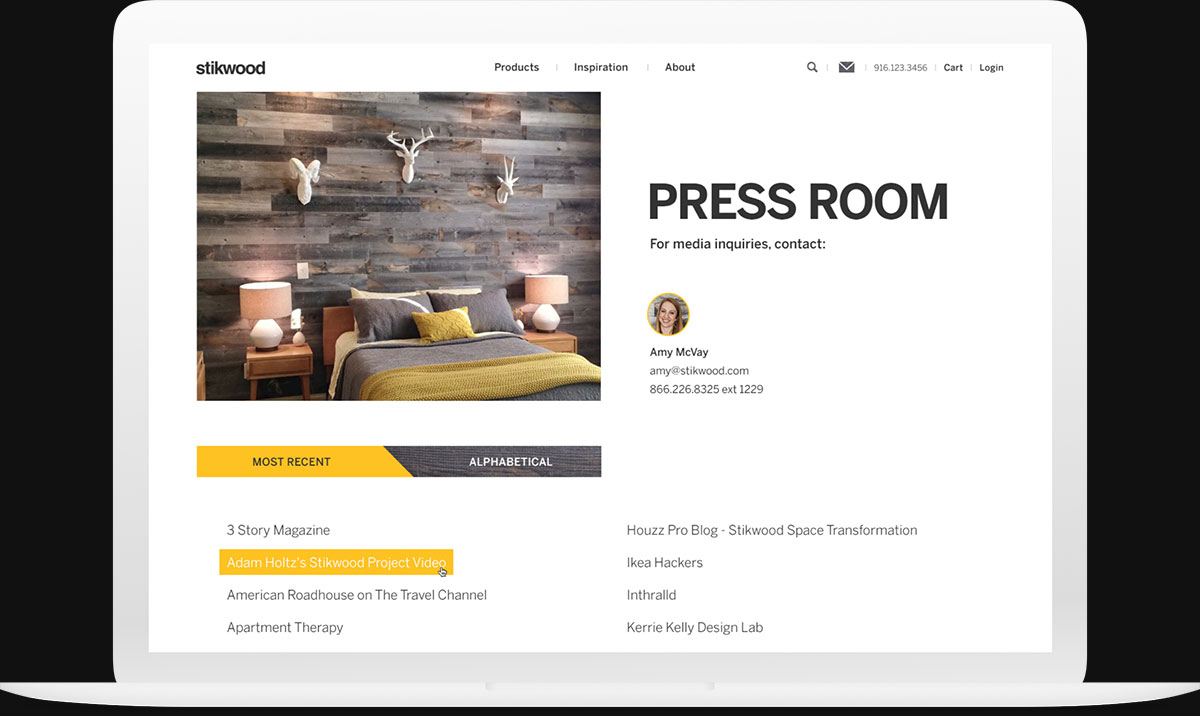 stikwood
Products
Inspiration
About
916.123.3456
Cart
Login
PRESS ROOM
For media inquiries, contact:
Amy McVay
amy@stikwood.com
866.226.8325 ext 1229
MOST RECENT
ALPHABETICAL
3 Story Magazine
Adam Holtz's Stikwood Project Video
American Roadhouse on The Travel Channel
Apartment Therapy
Houzz Pro Blog - Stikwood Space Transformation
Ikea Hackers
Inthralld
Kerrie Kelly Design Lab